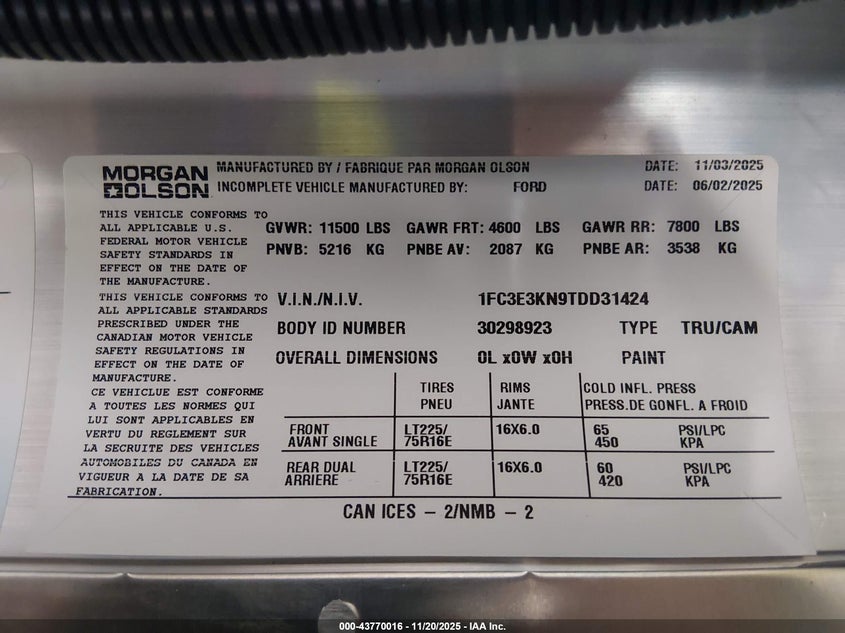 MORGAN OLSON
MANUFACTURED BY / FABRIQUE PAR MORGAN OLSON DATE: 11/03/2025
INCOMPLETE VEHICLE MANUFACTURED BY: FORD DATE: 06/02/2025
THIS VEHICLE CONFORMS TO
ALL APPLICABLE U.S.
FEDERAL MOTOR VEHICLE
SAFETY STANDARDS IN
EFFECT ON THE DATE OF
THE MANUFACTURE.
THIS VEHICLE CONFORMS TO
ALL APPLICABLE STANDARDS
PRESCRIBED UNDER THE
CANADIAN MOTOR VEHICLE
SAFETY REGULATIONS IN
EFFECT ON THE DATE OF
MANUFACTURE.
CE VEHICLUE EST CONFORME
A TOUTES LES NORMES QUI
LUI SONT APPLICABLES EN
VERTU DU REGLEMENT SUR
LA SECRUITE DES VEHICLES
AUTOMOBILES DU CANADA EN
VIGUEUR A LA DATE DE SA
FABRICATION.
GVWR: 11500 LBS GAWR FRT: 4600 LBS GAWR RR: 7800 LBS
PNVB: 5216 KG PNBE AV: 2087 KG PNBE AR: 3538 KG
V.I.N./N.I.V. 1FC3E3KN9TDD31424
BODY ID NUMBER 30298923 TYPE TRU/CAM
OVERALL DIMENSIONS 0L x0W x0H PAINT
TIRES RIMS COLD INFL. PRESS
PNEU JANTE PRESS.DE GONFL. A FROID
FRONT LT225/ 16X6.0 65 PSI/LPC
AVANT SINGLE 75R16E 450 KPA
REAR DUAL LT225/ 16X6.0 60 PSI/LPC
ARRIERE 75R16E 420 KPA
CAN ICES – 2/NMB – 2
000-43770016 - 11/20/2025 - IAA Inc.